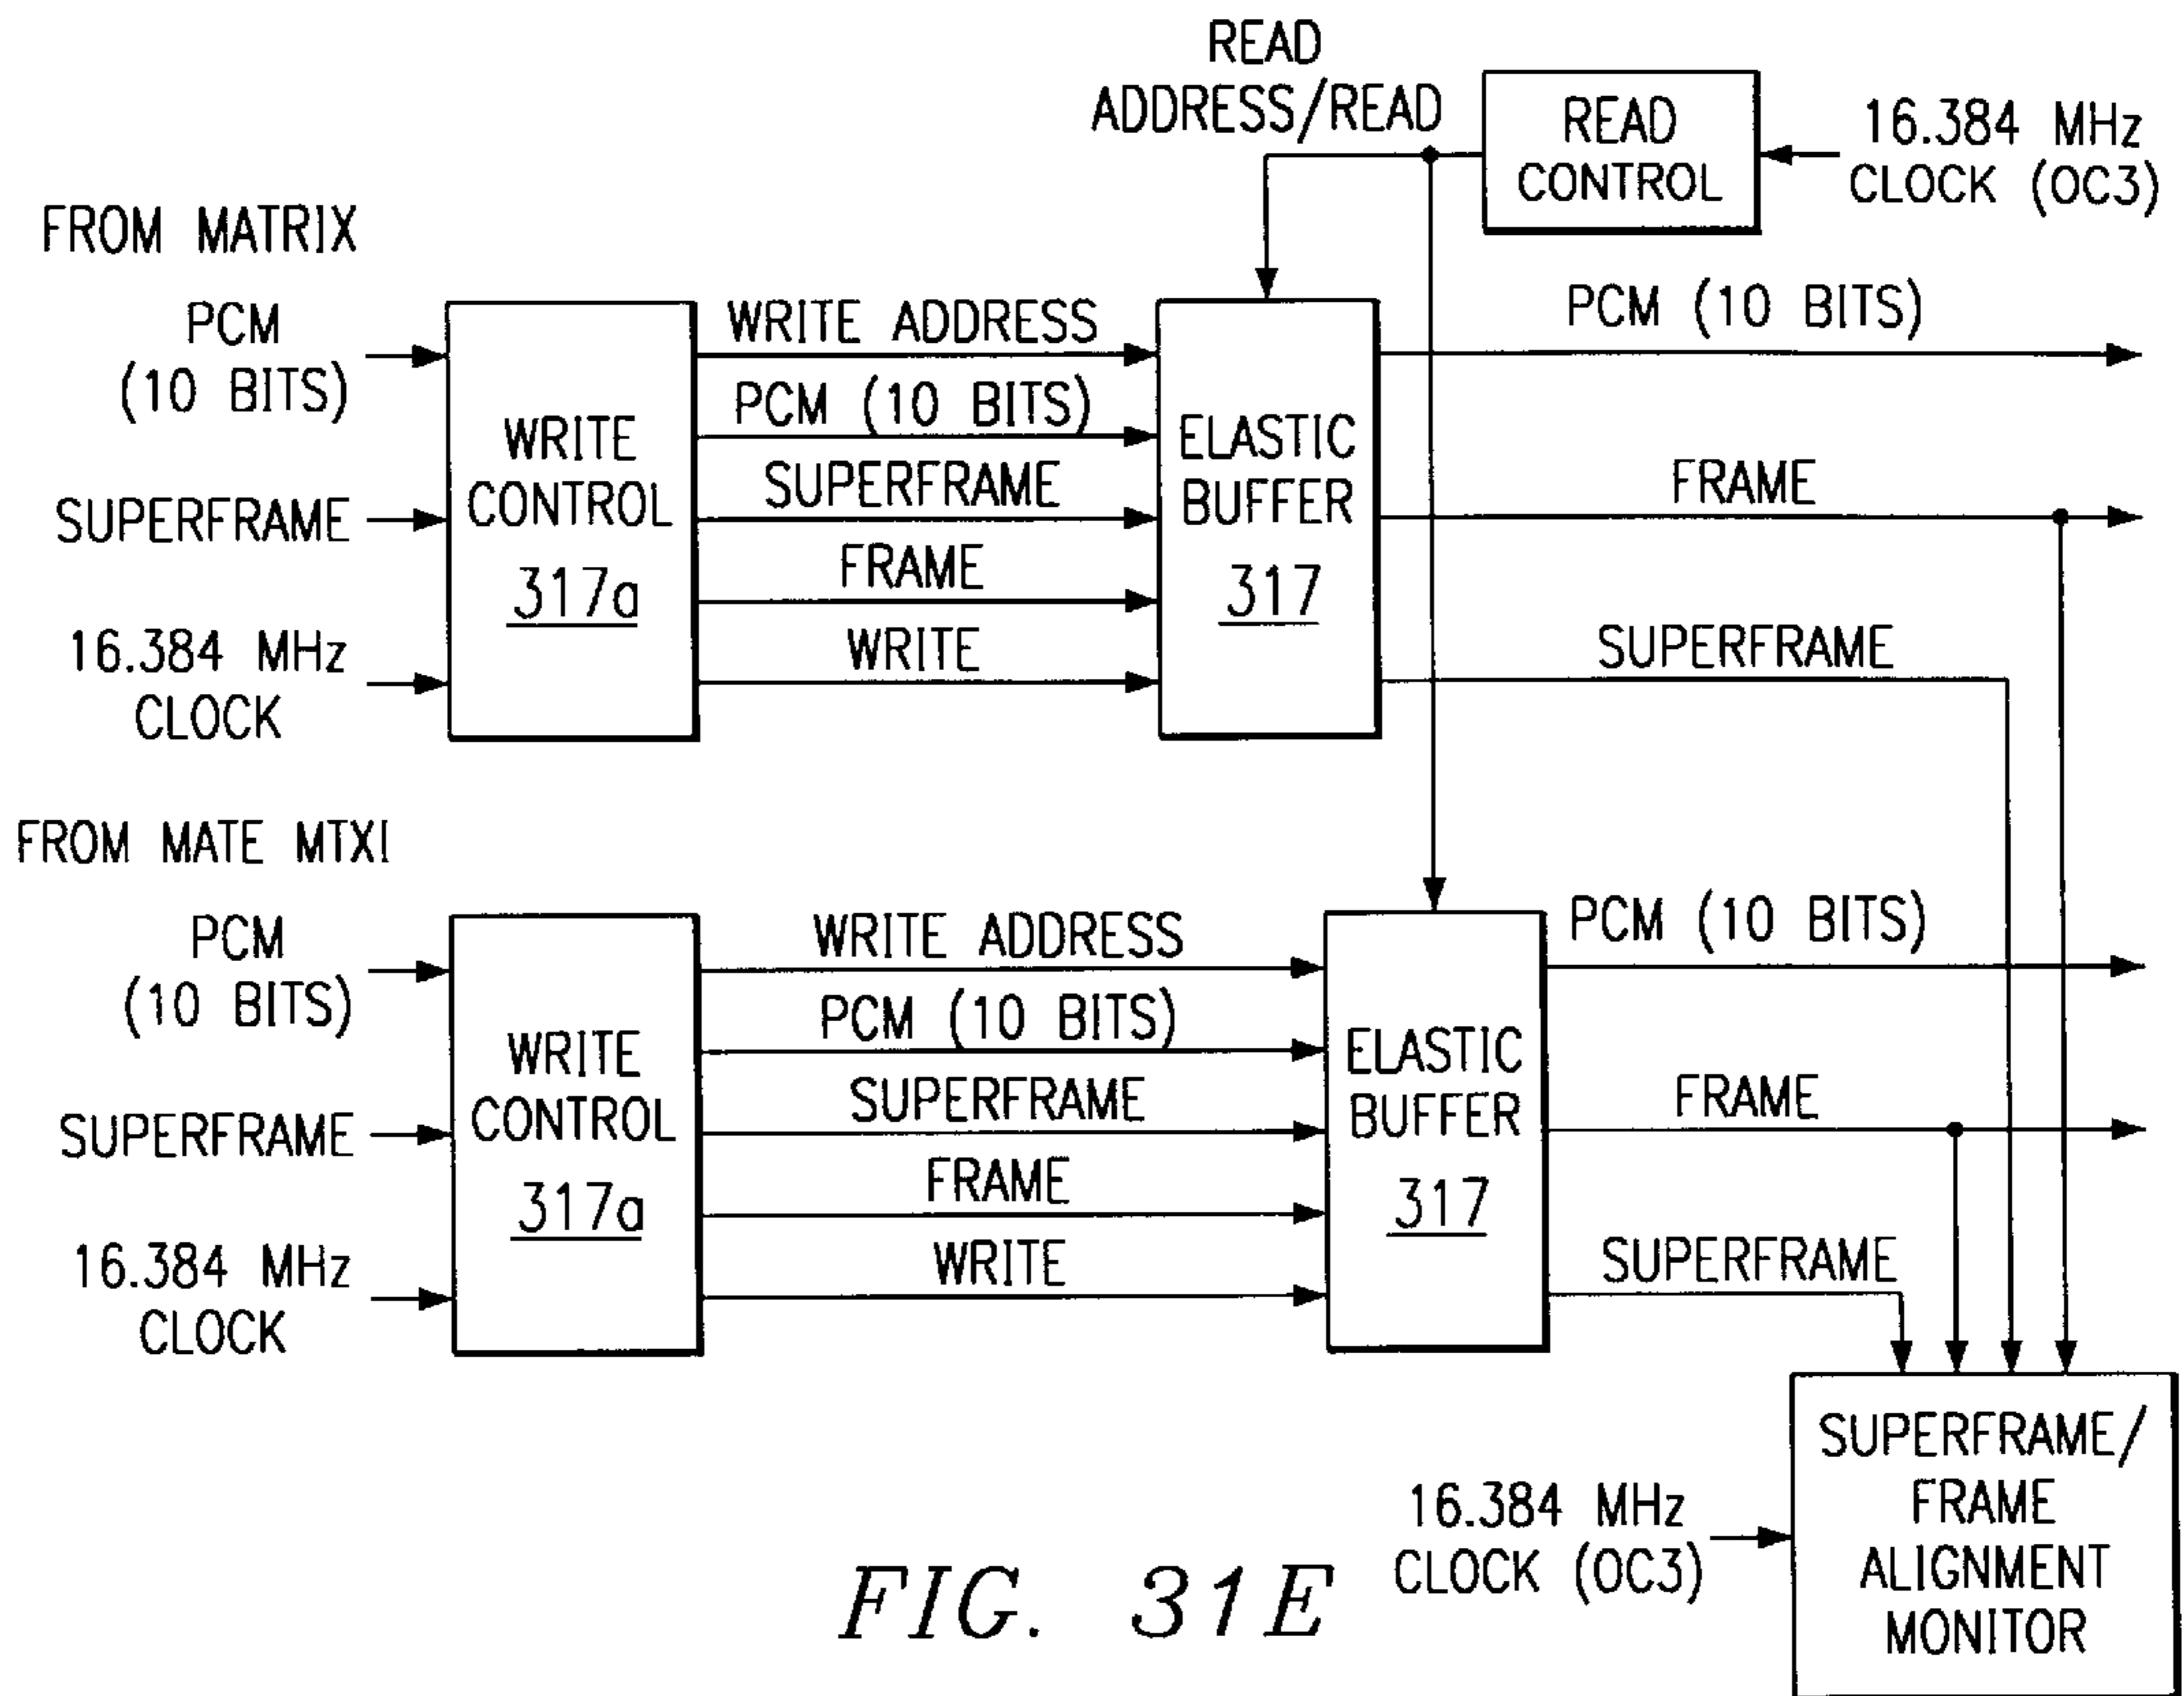 READ
ADDRESS/READ
READ
CONTROL
16.384 MHz
CLOCK (OC3)
FROM MATRIX
PCM
(10 BITS)
SUPERFRAME
16.384 MHz
CLOCK
WRITE
CONTROL
317a
WRITE ADDRESS
PCM (10 BITS)
SUPERFRAME
FRAME
WRITE
ELASTIC
BUFFER
317
PCM (10 BITS)
FRAME
SUPERFRAME
FROM MATE MTXI
PCM
(10 BITS)
SUPERFRAME
16.384 MHz
CLOCK
WRITE
CONTROL
317a
WRITE ADDRESS
PCM (10 BITS)
SUPERFRAME
FRAME
WRITE
ELASTIC
BUFFER
317
PCM (10 BITS)
FRAME
SUPERFRAME
16.384 MHz
CLOCK (OC3)
SUPERFRAME/
FRAME
ALIGNMENT
MONITOR
FIG. 31E